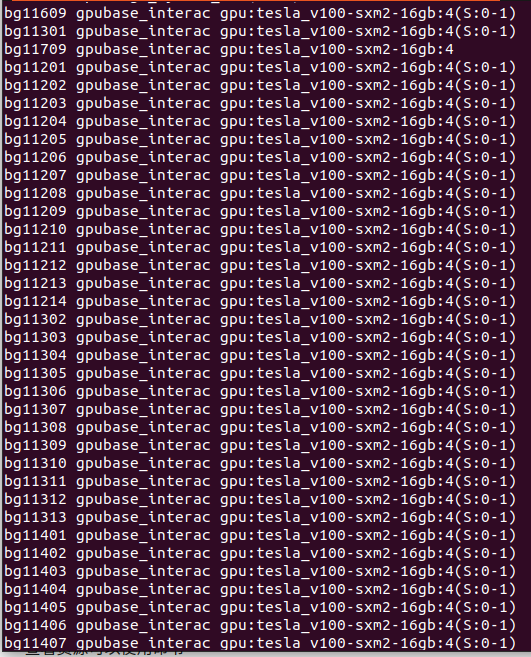 bg11609 gpubase_interac gpu:tesla_v100-sxm2-16gb:4(S:0-1)
bg11301 gpubase_interac gpu:tesla_v100-sxm2-16gb:4(S:0-1)
bg11709 gpubase_interac gpu:tesla_v100-sxm2-16gb:4
bg11201 gpubase_interac gpu:tesla_v100-sxm2-16gb:4(S:0-1)
bg11202 gpubase_interac gpu:tesla_v100-sxm2-16gb:4(S:0-1)
bg11203 gpubase_interac gpu:tesla_v100-sxm2-16gb:4(S:0-1)
bg11204 gpubase_interac gpu:tesla_v100-sxm2-16gb:4(S:0-1)
bg11205 gpubase_interac gpu:tesla_v100-sxm2-16gb:4(S:0-1)
bg11206 gpubase_interac gpu:tesla_v100-sxm2-16gb:4(S:0-1)
bg11207 gpubase_interac gpu:tesla_v100-sxm2-16gb:4(S:0-1)
bg11208 gpubase_interac gpu:tesla_v100-sxm2-16gb:4(S:0-1)
bg11209 gpubase_interac gpu:tesla_v100-sxm2-16gb:4(S:0-1)
bg11210 gpubase_interac gpu:tesla_v100-sxm2-16gb:4(S:0-1)
bg11211 gpubase_interac gpu:tesla_v100-sxm2-16gb:4(S:0-1)
bg11212 gpubase_interac gpu:tesla_v100-sxm2-16gb:4(S:0-1)
bg11213 gpubase_interac gpu:tesla_v100-sxm2-16gb:4(S:0-1)
bg11214 gpubase_interac gpu:tesla_v100-sxm2-16gb:4(S:0-1)
bg11302 gpubase_interac gpu:tesla_v100-sxm2-16gb:4(S:0-1)
bg11303 gpubase_interac gpu:tesla_v100-sxm2-16gb:4(S:0-1)
bg11304 gpubase_interac gpu:tesla_v100-sxm2-16gb:4(S:0-1)
bg11305 gpubase_interac gpu:tesla_v100-sxm2-16gb:4(S:0-1)
bg11306 gpubase_interac gpu:tesla_v100-sxm2-16gb:4(S:0-1)
bg11307 gpubase_interac gpu:tesla_v100-sxm2-16gb:4(S:0-1)
bg11308 gpubase_interac gpu:tesla_v100-sxm2-16gb:4(S:0-1)
bg11309 gpubase_interac gpu:tesla_v100-sxm2-16gb:4(S:0-1)
bg11310 gpubase_interac gpu:tesla_v100-sxm2-16gb:4(S:0-1)
bg11311 gpubase_interac gpu:tesla_v100-sxm2-16gb:4(S:0-1)
bg11312 gpubase_interac gpu:tesla_v100-sxm2-16gb:4(S:0-1)
bg11313 gpubase_interac gpu:tesla_v100-sxm2-16gb:4(S:0-1)
bg11401 gpubase_interac gpu:tesla_v100-sxm2-16gb:4(S:0-1)
bg11402 gpubase_interac gpu:tesla_v100-sxm2-16gb:4(S:0-1)
bg11403 gpubase_interac gpu:tesla_v100-sxm2-16gb:4(S:0-1)
bg11404 gpubase_interac gpu:tesla_v100-sxm2-16gb:4(S:0-1)
bg11405 gpubase_interac gpu:tesla_v100-sxm2-16gb:4(S:0-1)
bg11406 gpubase_interac gpu:tesla_v100-sxm2-16gb:4(S:0-1)
bg11407 gpubase_interac gpu:tesla_v100-sxm2-16gb:4(S:0-1)